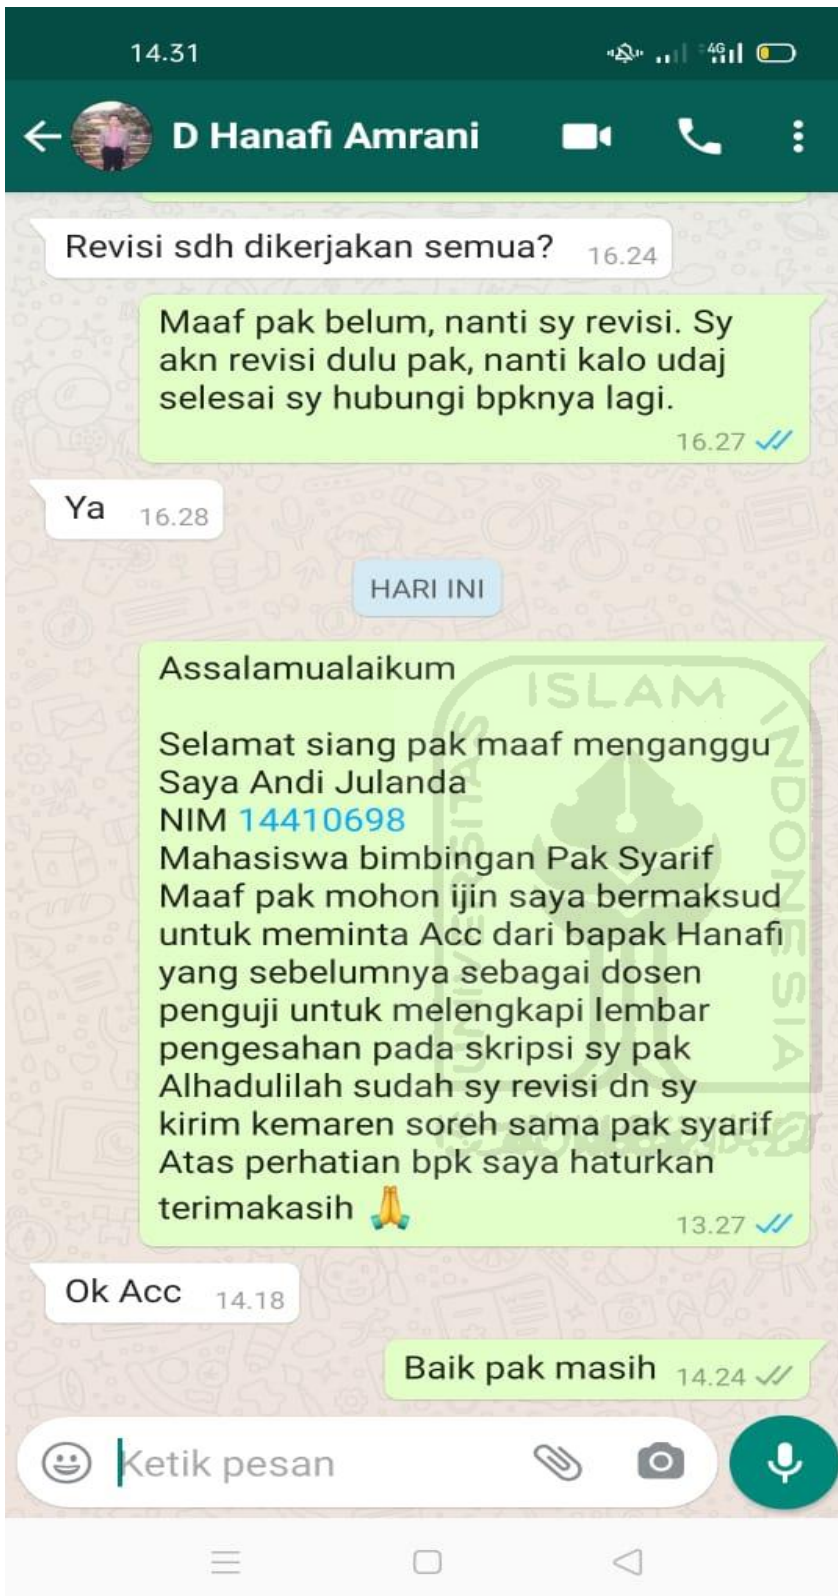 14.31
4G
D Hanafi Amrani
Revisi sdh dikerjakan semua? 16.24
Maaf pak belum, nanti sy revisi. Sy
akn revisi dulu pak, nanti kalo udaj
selesai sy hubungi bpknya lagi.
16.27
Ya 16.28
HARI INI
Assalamualaikum
Selamat siang pak maaf menganggu
Saya Andi Julanda
NIM 14410698
Mahasiswa bimbingan Pak Syarif
Maaf pak mohon ijin saya bermaksud
untuk meminta Acc dari bapak Hanafi
yang sebelumnya sebagai dosen
penguji untuk melengkapi lembar
pengesahan pada skripsi sy pak
Alhadulilah sudah sy revisi dn sy
kirim kemaren soreh sama pak syarif
Atas perhatian bpk saya haturkan
terimakasih 🙏
13.27
Ok Acc 14.18
Baik pak masih 14.24
Ketik pesan
UNIVERSITAS
ISLAM
INDONESIA